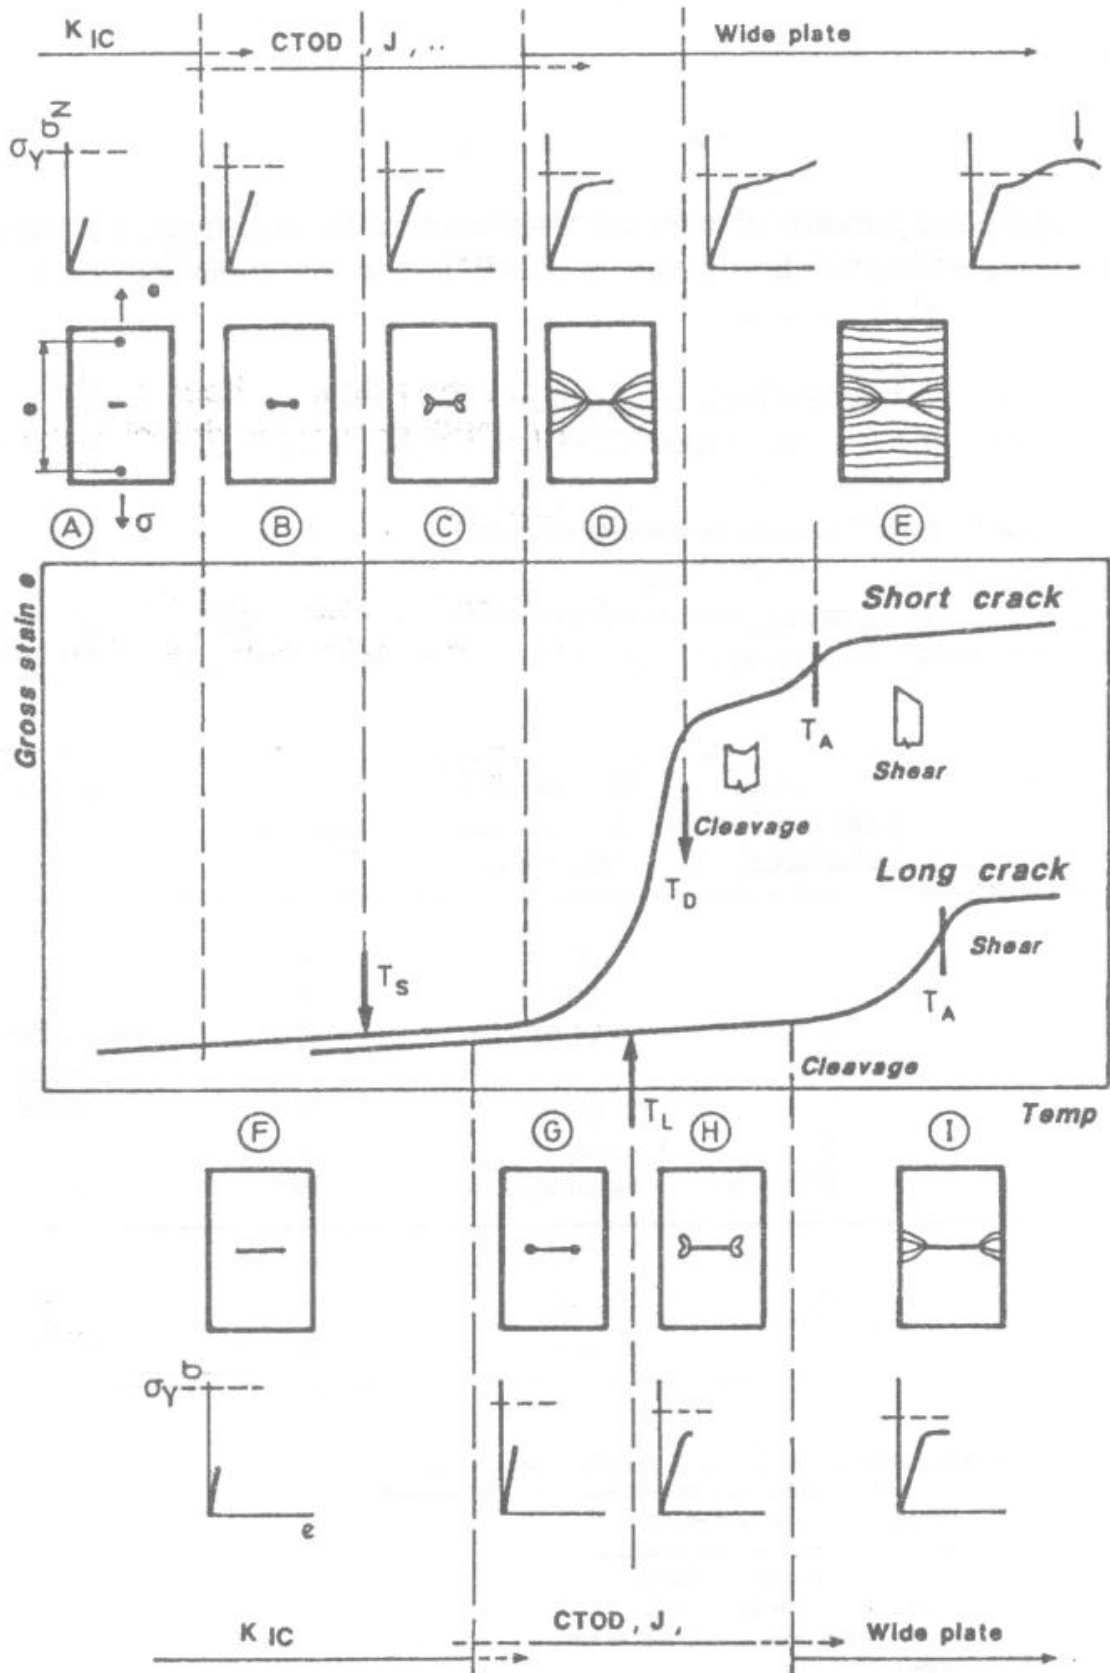 K IC
CTOD , J , ..
Wide plate
σY σN
e
e
σ
A
B
C
D
E
Gross stain e
Short crack
TA
Shear
Cleavage
TD
Long crack
Shear
TS
TA
Cleavage
TL
Temp
F
G
H
I
σY σ
e
K IC
CTOD , J ,
Wide plate